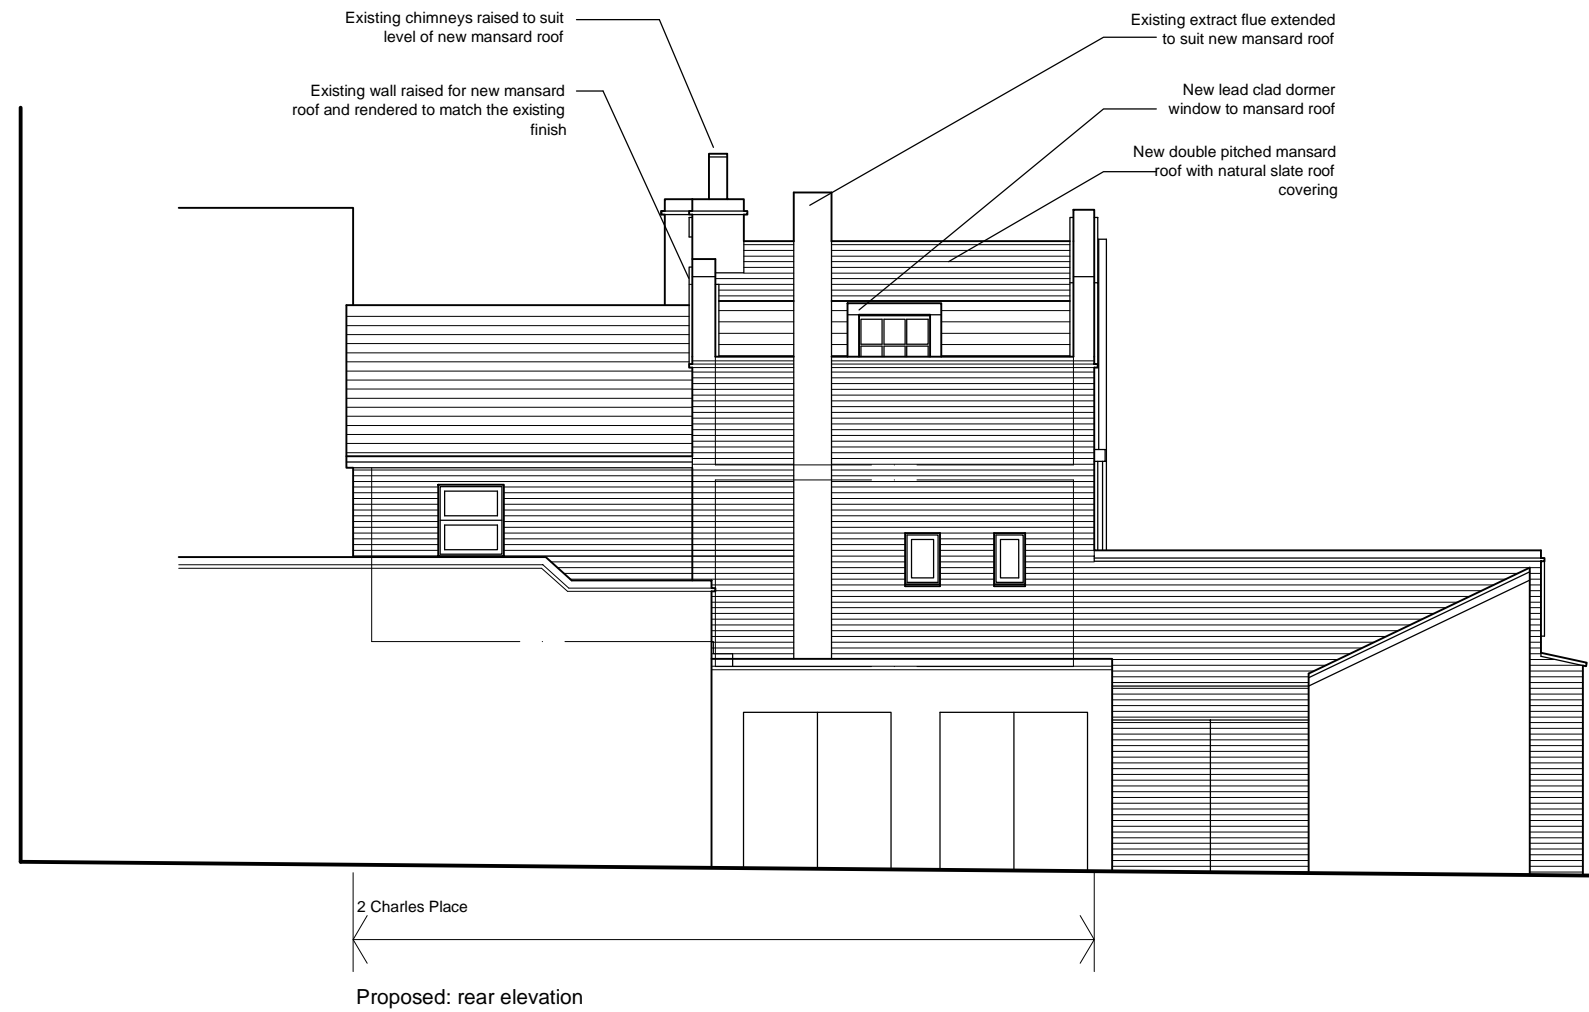 Existing chimneys raised to suit
level of new mansard roof
Existing wall raised for new mansard
roof and rendered to match the existing
finish
Existing extract flue extended
to suit new mansard roof
New lead clad dormer
window to mansard roof
New double pitched mansard
roof with natural slate roof
covering
2 Charles Place
Proposed: rear elevation